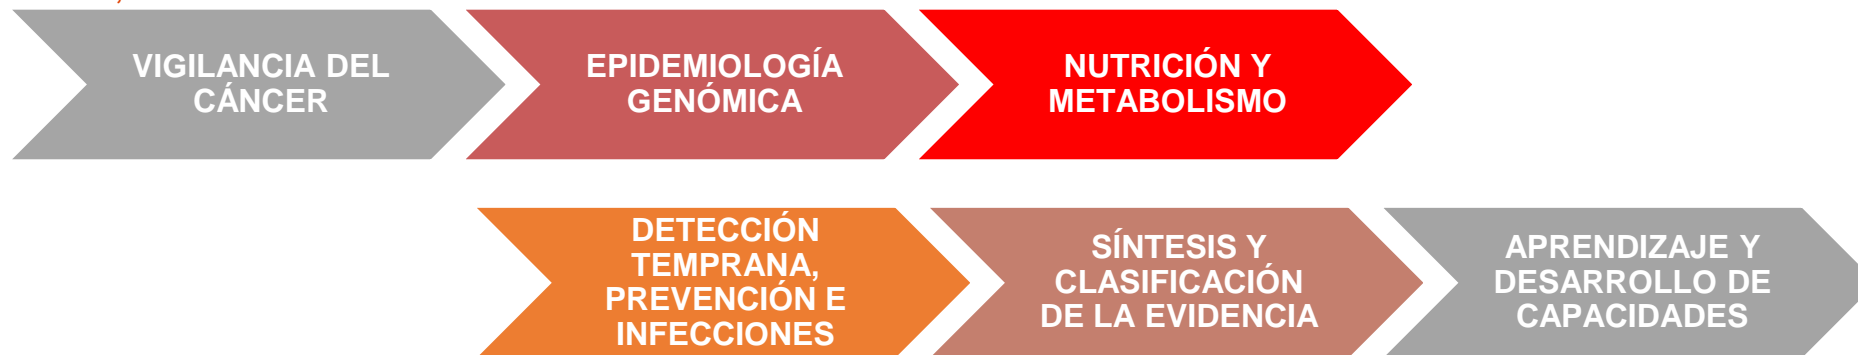 VIGILANCIA DEL
CÁNCER
EPIDEMIOLOGÍA
GENÓMICA
NUTRICIÓN Y
METABOLISMO
DETECCIÓN
TEMPRANA,
PREVENCIÓN E
INFECCIONES
SÍNTESIS Y
CLASIFICACIÓN
DE LA EVIDENCIA
APRENDIZAJE Y
DESARROLLO DE
CAPACIDADES